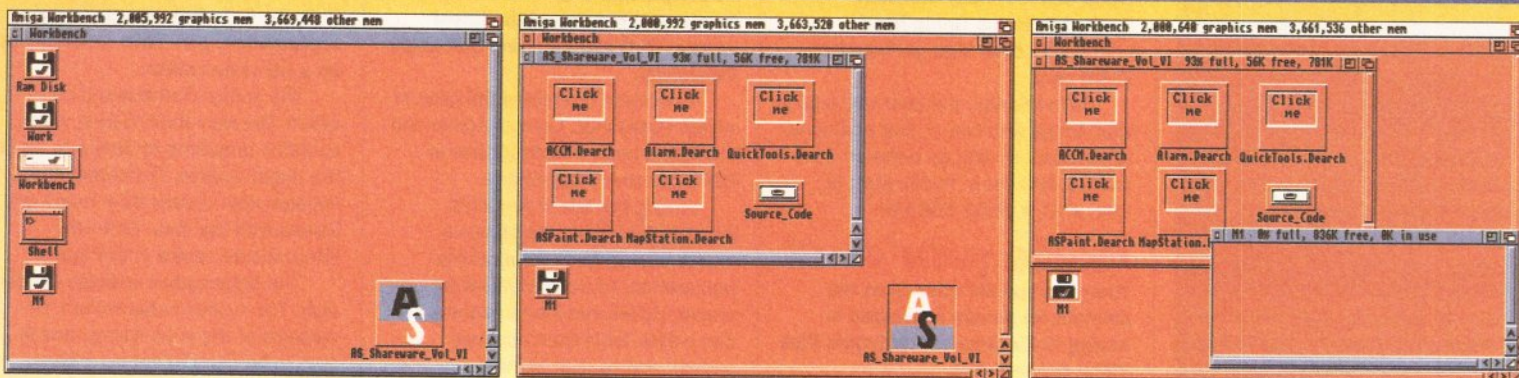 Amiga Workbench 2,005,992 graphics mem 3,669,448 other mem
Workbench
Ram Disk
Work
Workbench
Shell
M1
AS_Shareware_Vol_VI
Amiga Workbench 2,000,992 graphics mem 3,663,520 other mem
Workbench
AS_Shareware_Vol_VI 93% full, 56K free, 781K
Click me
Click me
Click me
ACCM.Dearch Alarm.Dearch QuickTools.Dearch
Click me
Click me
ASPaint.Dearch MapStation.Dearch Source_Code
M1
AS_Shareware_Vol_VI
Amiga Workbench 2,000,640 graphics mem 3,661,536 other mem
Workbench
AS_Shareware_Vol_VI 93% full, 56K free, 781K
Click me
Click me
Click me
ACCM.Dearch Alarm.Dearch QuickTools.Dearch
Click me
Click me
ASPaint.Dearch MapStation. Source_Code
M1 0% full, 836K free, 0K in use
M1